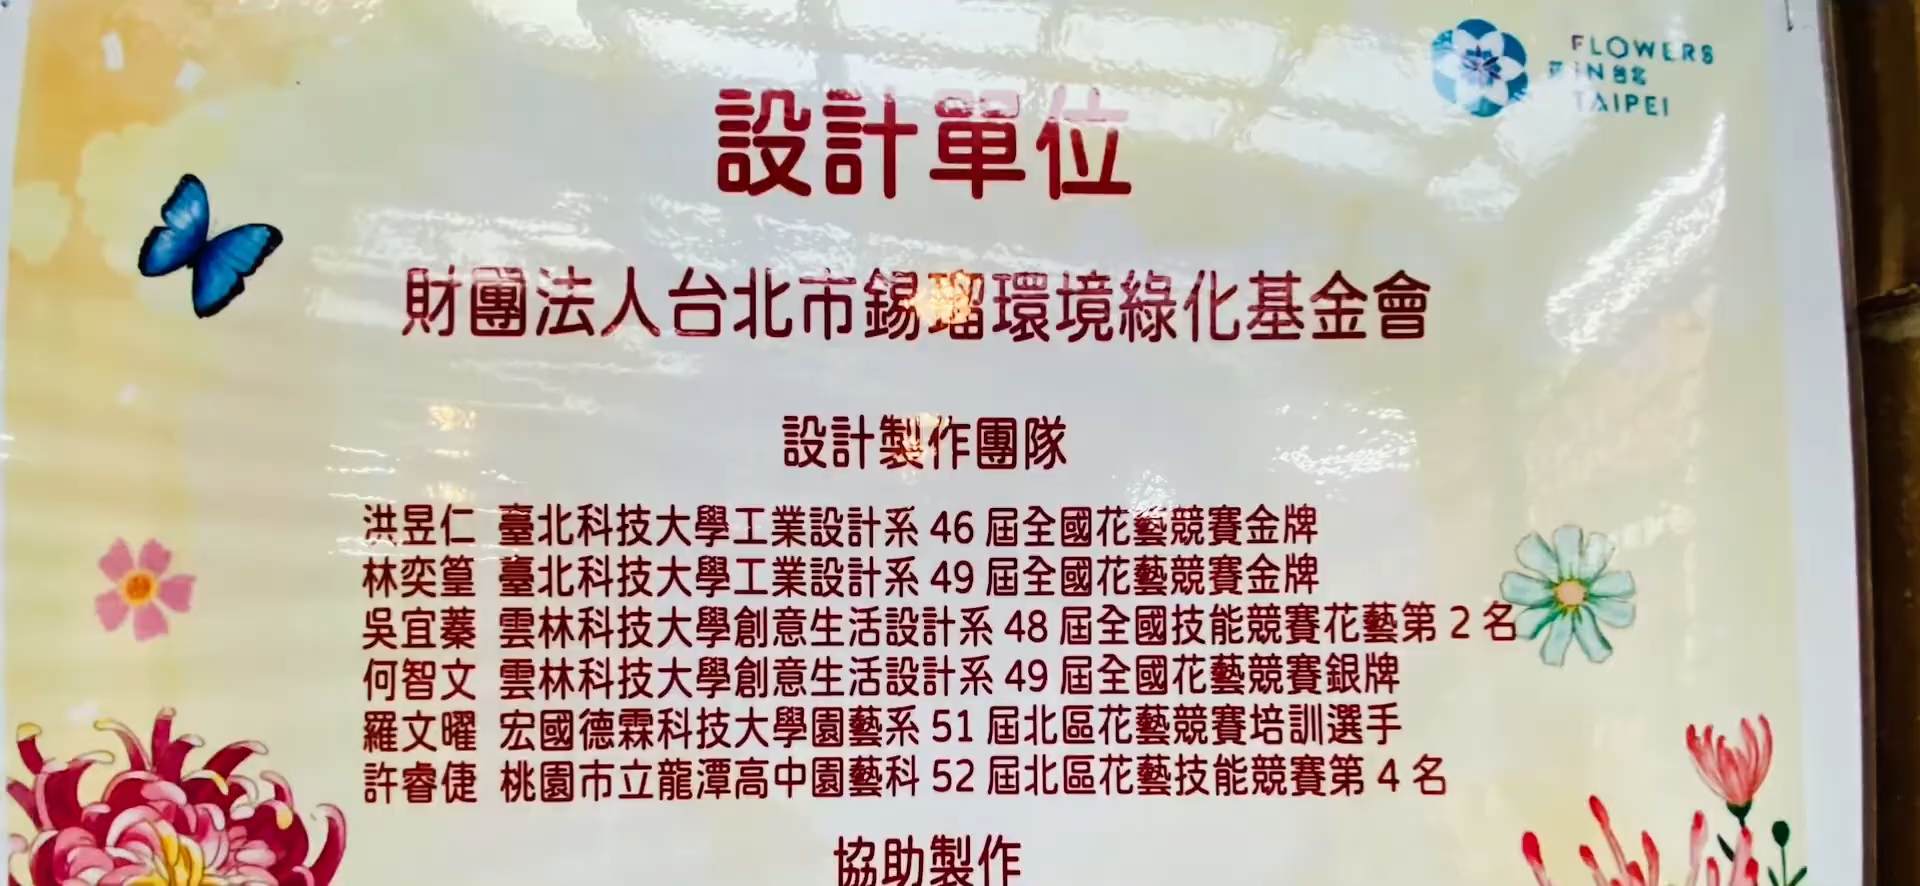 FLOWERS
IN 台北
TAIPEI
設計單位
財團法人台北市錫瑠環境綠化基金會
設計製作團隊
洪昱仁 臺北科技大學工業設計系 46 屆全國花藝競賽金牌
林奕篁 臺北科技大學工業設計系 49 屆全國花藝競賽金牌
吳宜蓁 雲林科技大學創意生活設計系 48 屆全國技能競賽花藝第 2 名
何智文 雲林科技大學創意生活設計系 49 屆全國花藝競賽銀牌
羅文曜 宏國德霖科技大學園藝系 51 屆北區花藝競賽培訓選手
許睿倢 桃園市立龍潭高中園藝科 52 屆北區花藝技能競賽第 4 名
協助製作